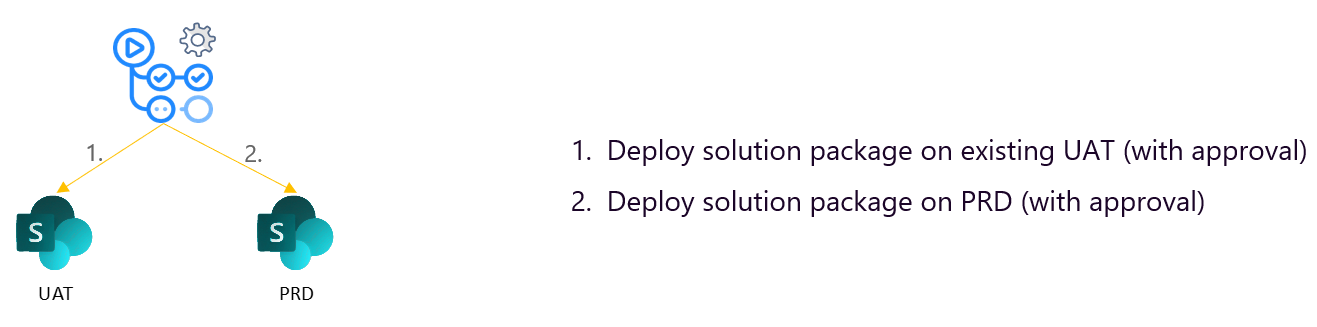 1.
2.
S
UAT
S
PRD
1. Deploy solution package on existing UAT (with approval)
2. Deploy solution package on PRD (with approval)